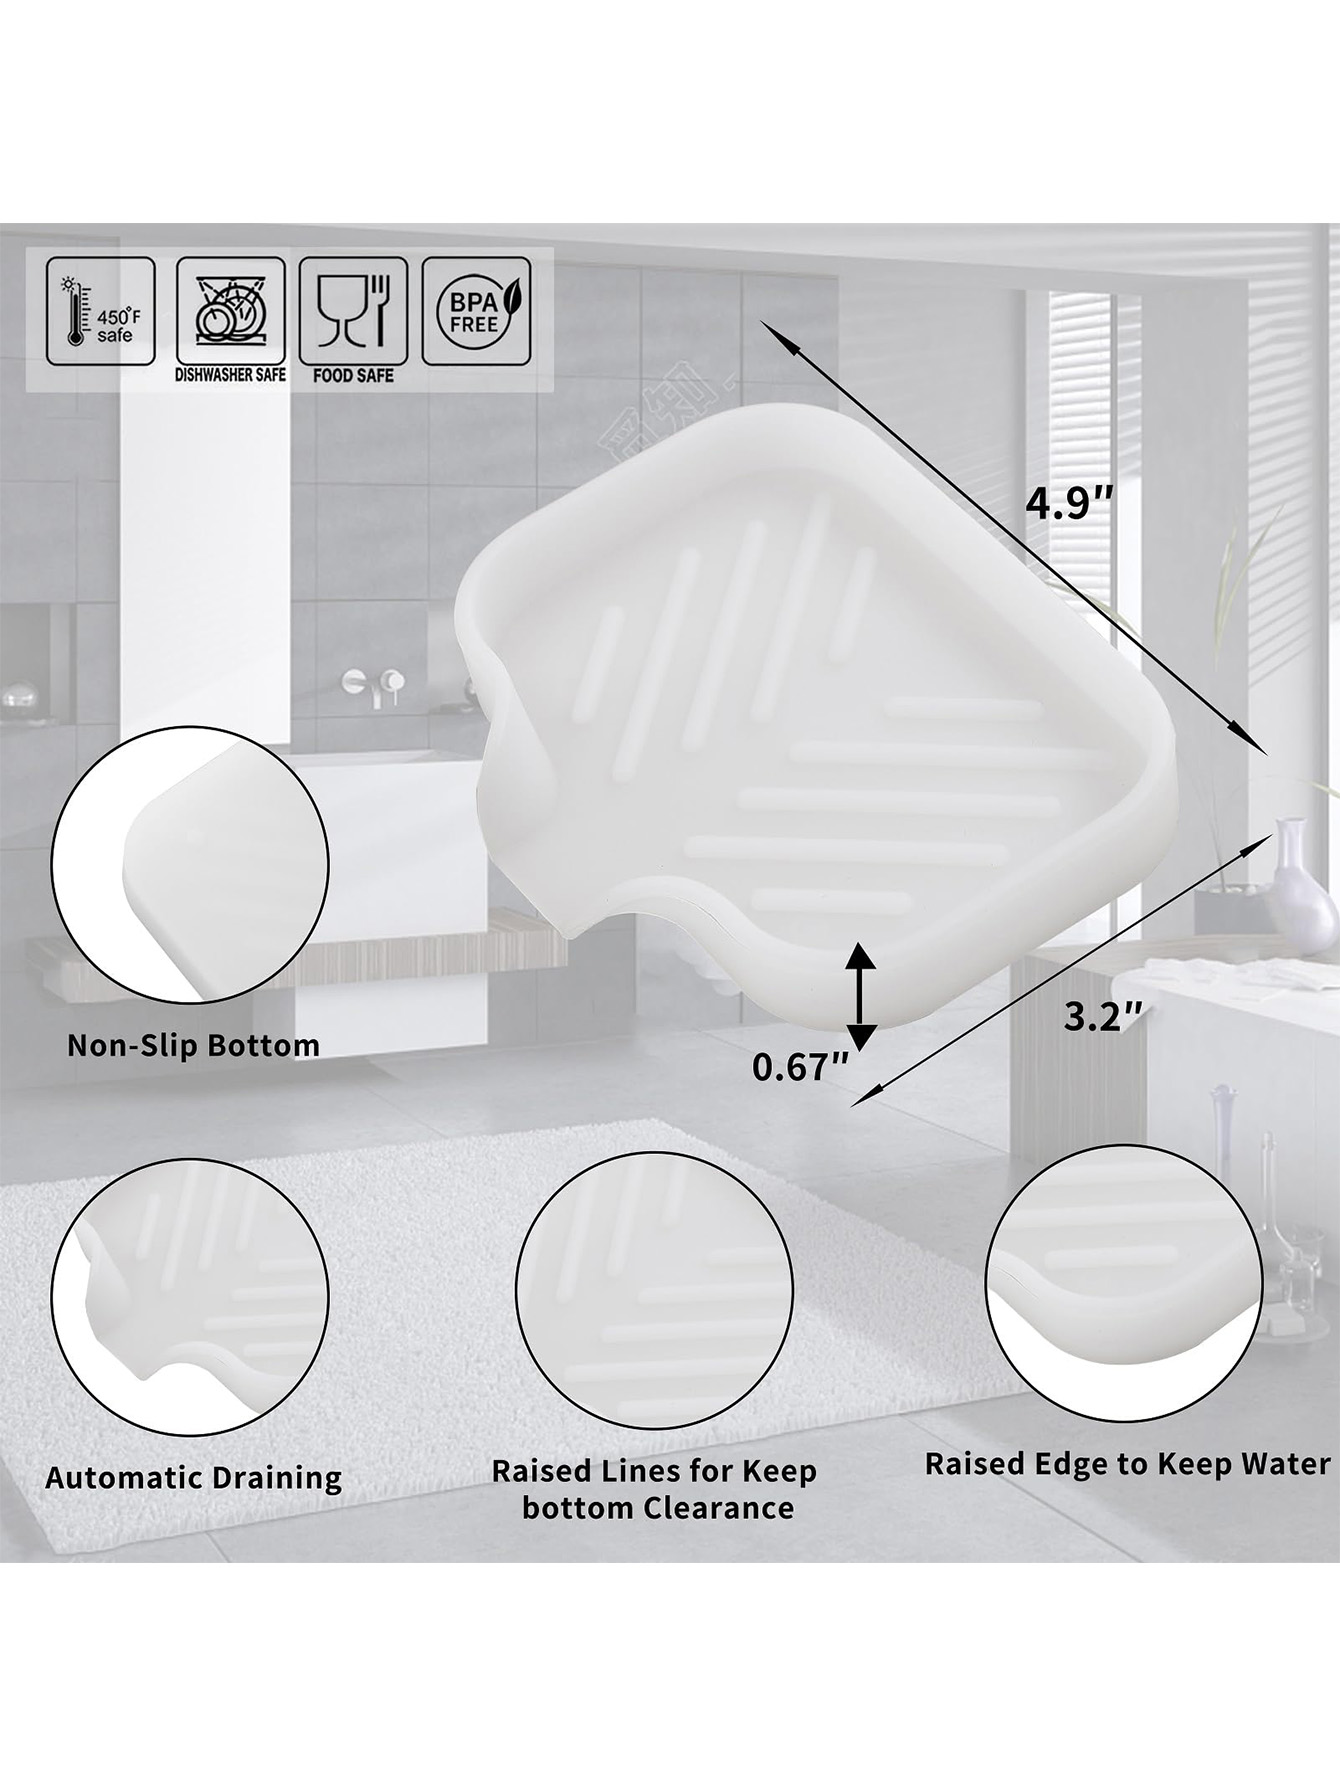 450°F
safe
DISHWASHER SAFE
FOOD SAFE
BPA
FREE
4.9"
3.2"
0.67"
Non-Slip Bottom
Automatic Draining
Raised Lines for Keep
bottom Clearance
Raised Edge to Keep Water